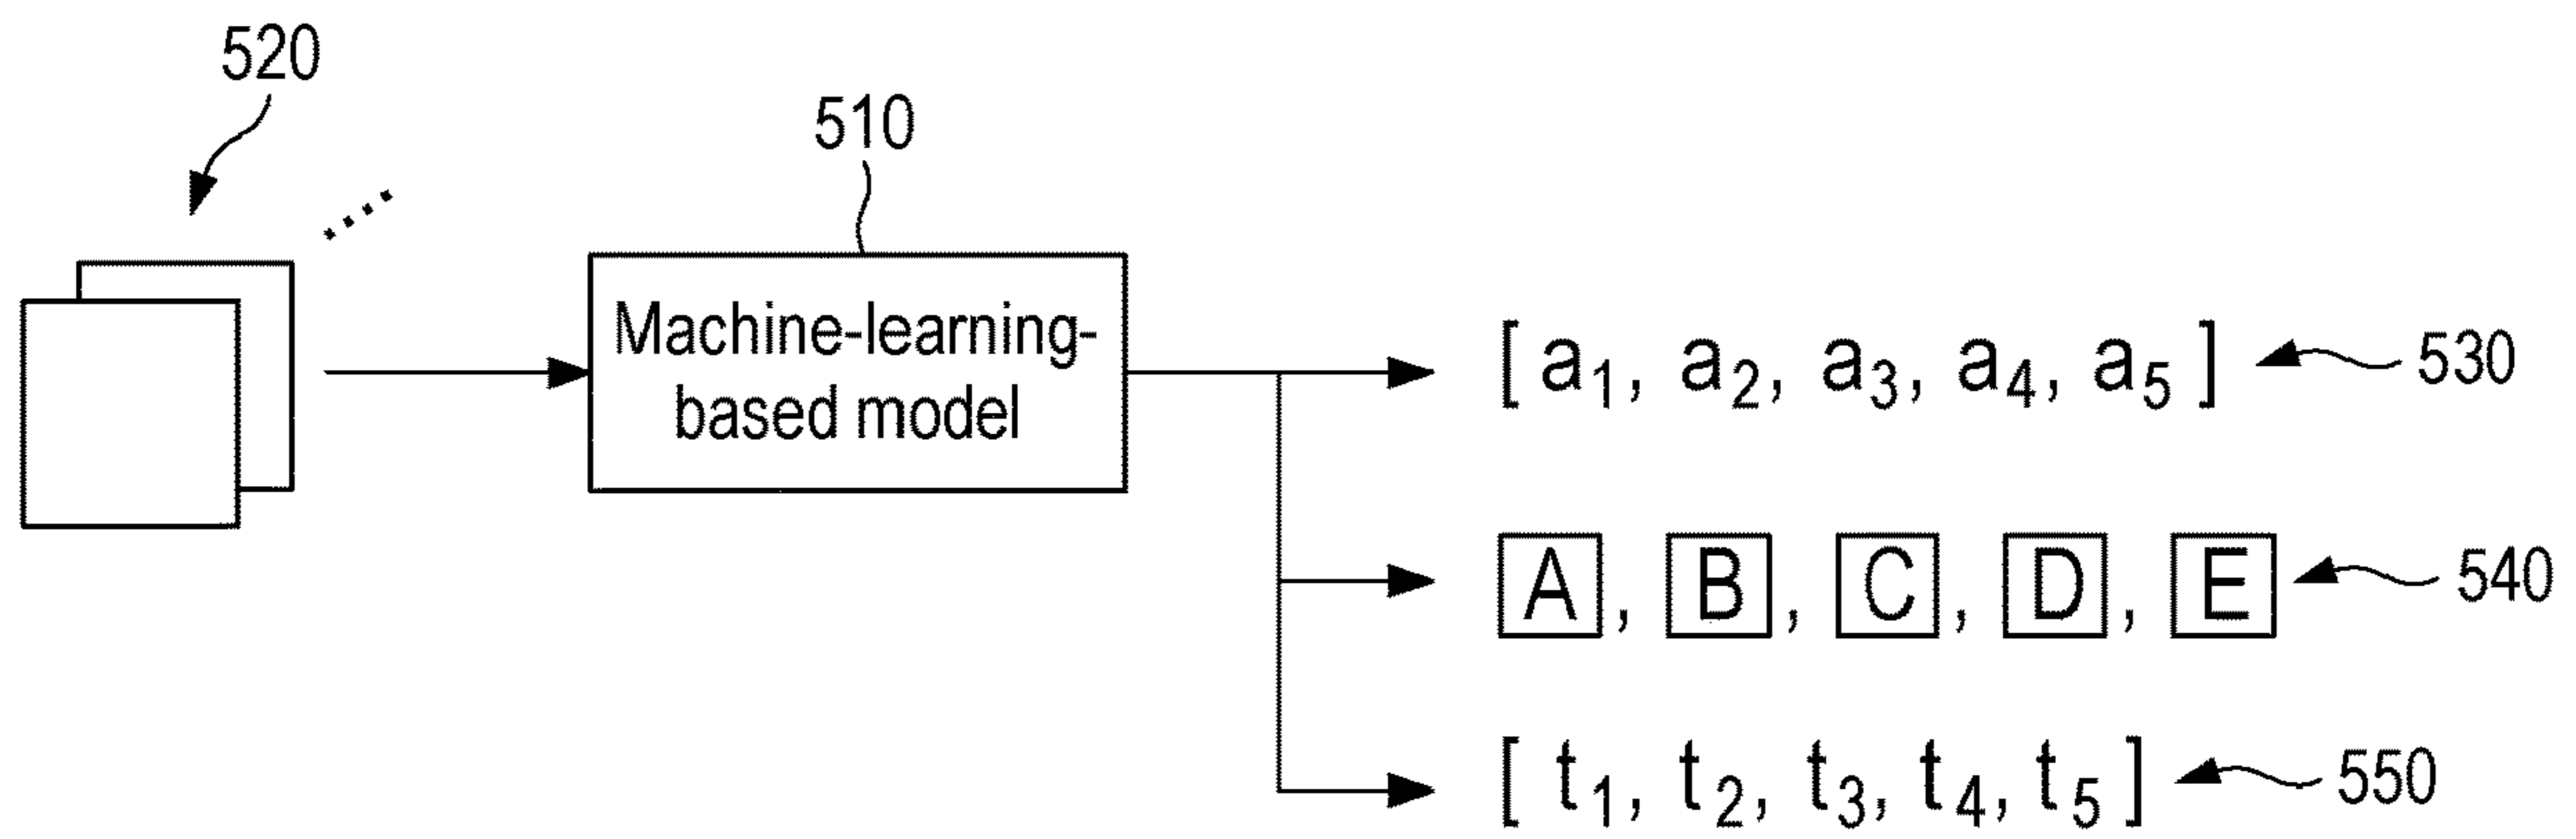 520
510
Machine-learning-
based model
[ a₁, a₂, a₃, a₄, a₅ ] 530
A, B, C, D, E 540
[ t₁, t₂, t₃, t₄, t₅ ] 550